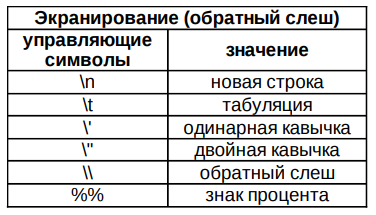 Экранирование (обратный слеш)
управляющие символы значение
\n новая строка
\t табуляция
\' одинарная кавычка
\" двойная кавычка
\\ обратный слеш
%% знак процента